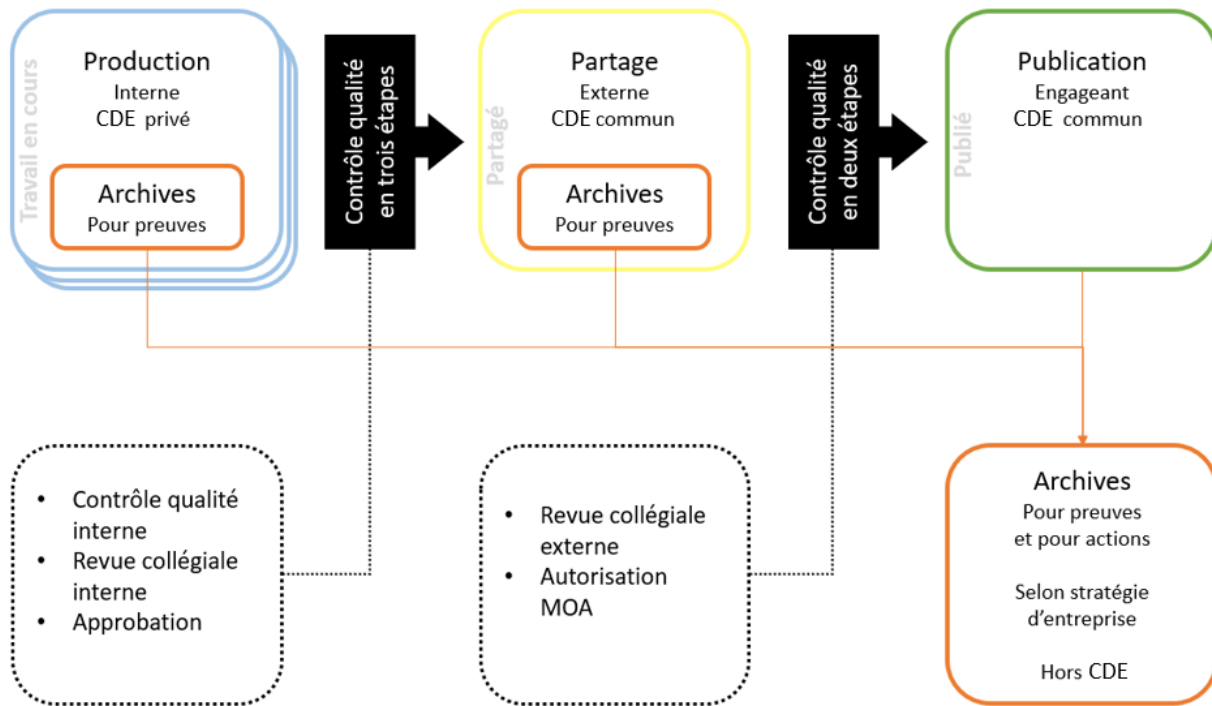 Travail en cours
Production
Interne
CDE privé
Archives
Pour preuves
Contrôle qualité
en trois étapes
Partagé
Partage
Externe
CDE commun
Archives
Pour preuves
Contrôle qualité
en deux étapes
Publié
Publication
Engageant
CDE commun
• Contrôle qualité
interne
• Revue collégiale
interne
• Approbation
• Revue collégiale
externe
• Autorisation
MOA
Archives
Pour preuves
et pour actions
Selon stratégie
d'entreprise
Hors CDE